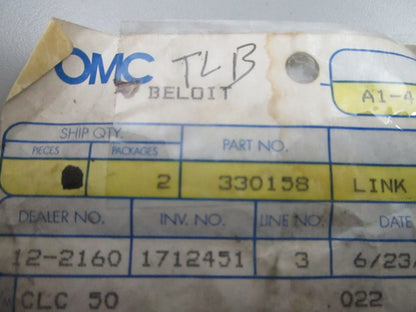 OMC TLB
BELOIT
A1-4
SHIP QTY.
PIECES PACKAGES PART NO.
2 330158 LINK
DEALER NO. INV. NO. LINE NO. DATE
12-2160 1712451 3 6/23/
CLC 50 .022